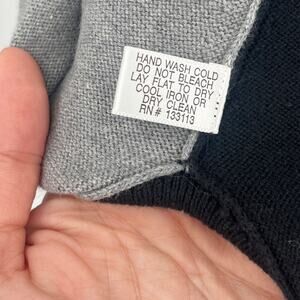 HAND WASH COLD
DO NOT BLEACH
LAY FLAT TO DRY
COOL IRON OR
DRY CLEAN
RN# 133113